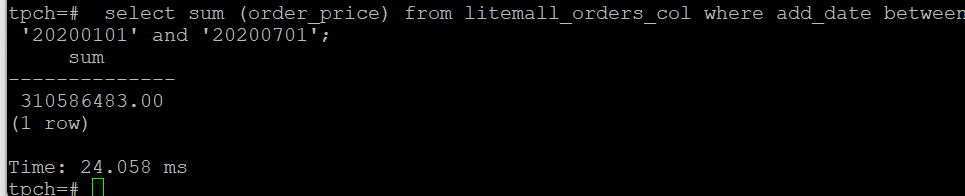 tpch=#  select sum (order_price) from litemall_orders_col where add_date between
 '20200101' and '20200701';
     sum
--------------
 310586483.00
(1 row)

Time: 24.058 ms
tpch=#